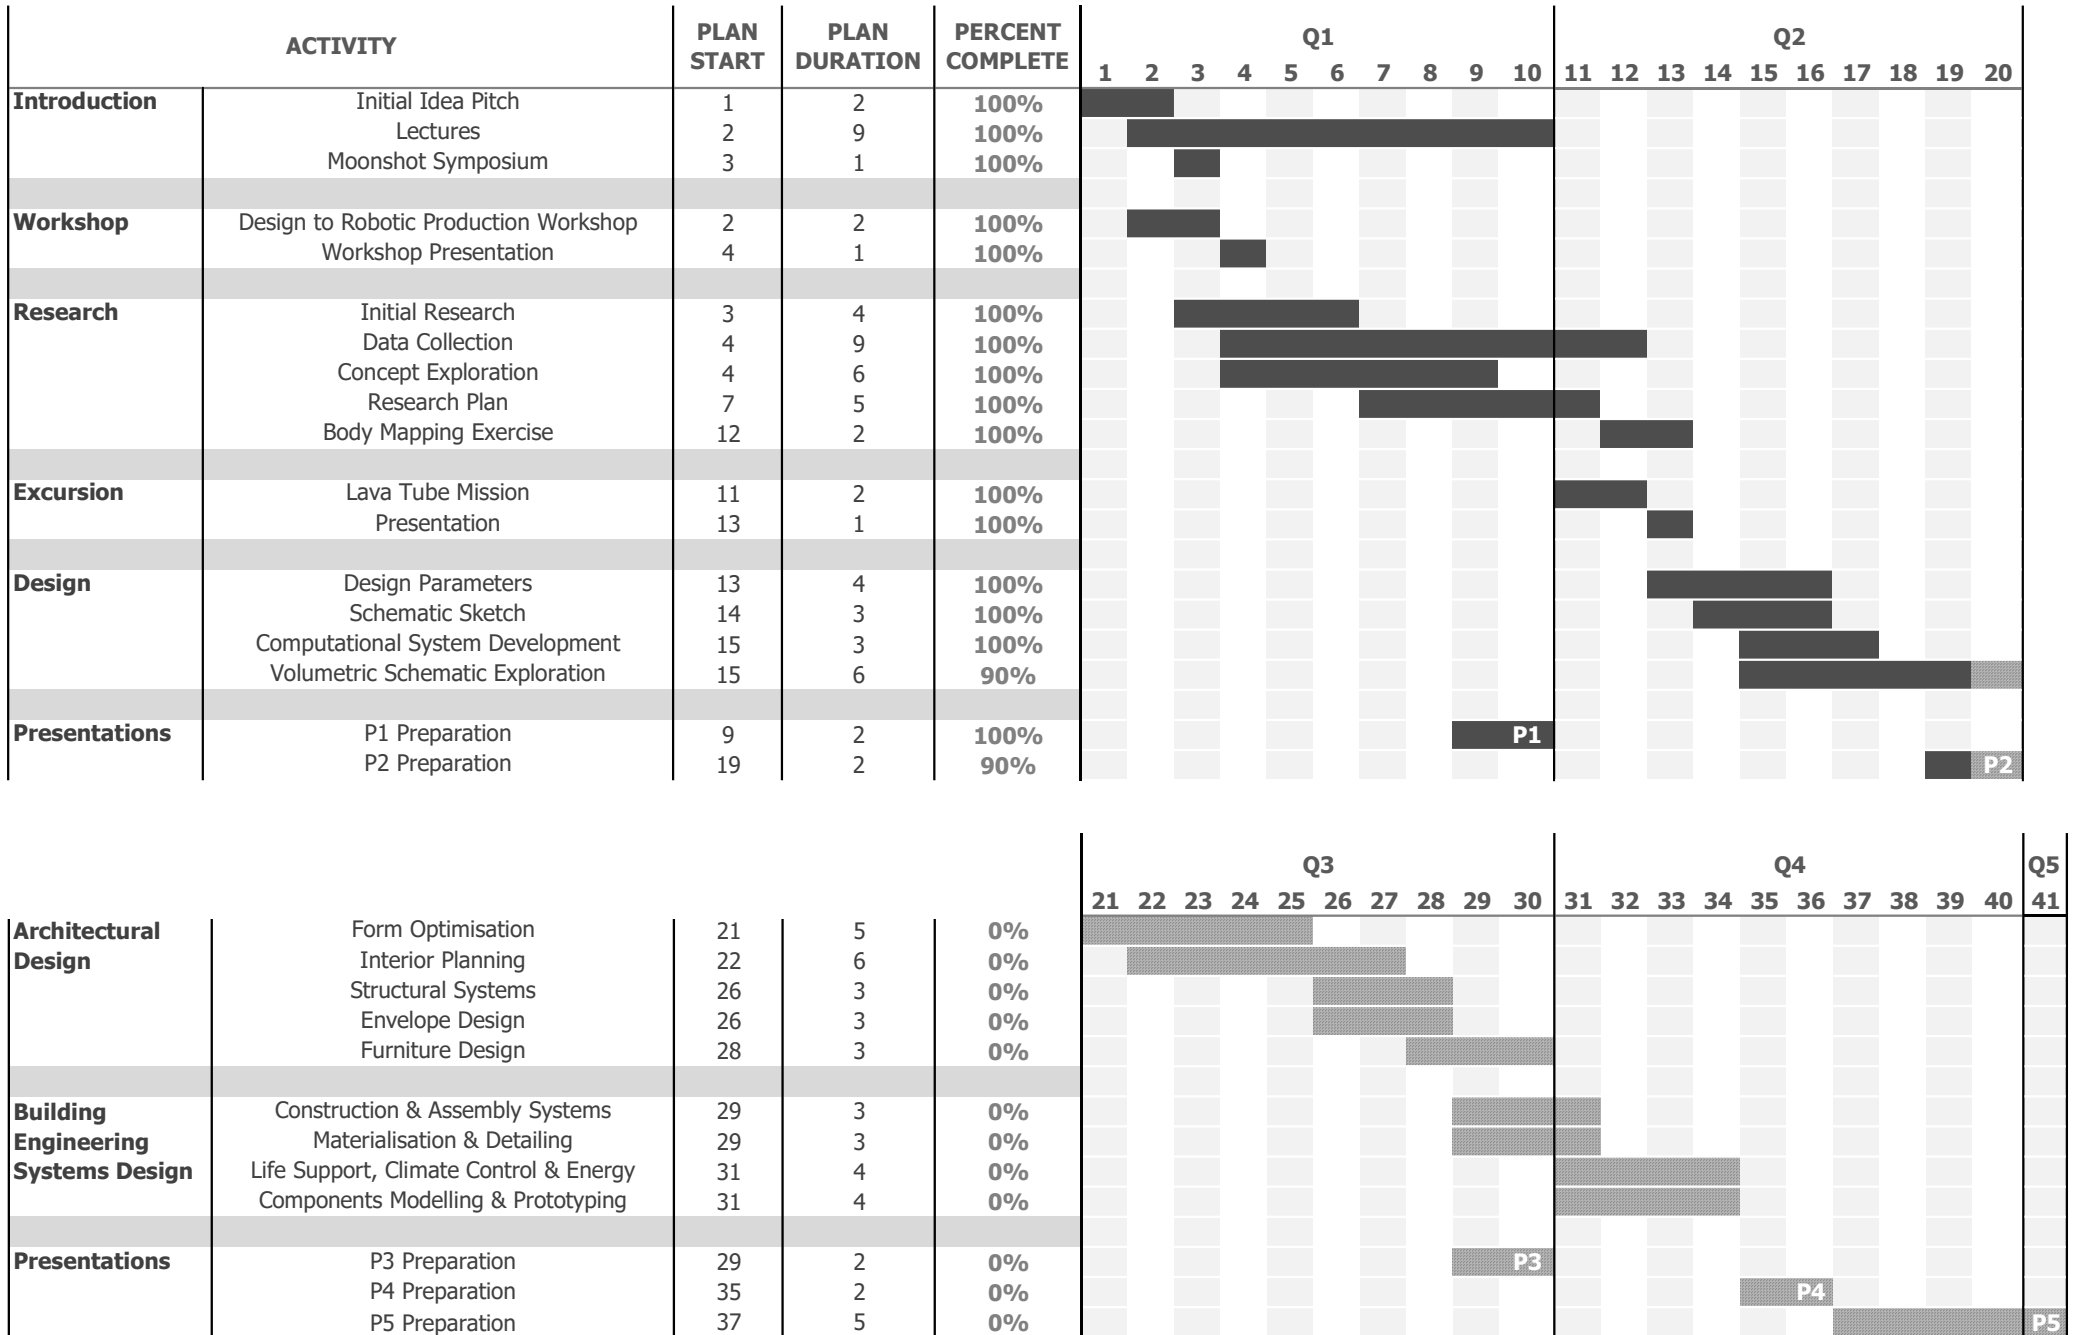 ACTIVITY PLAN START PLAN DURATION PERCENT COMPLETE Q1 Q2
1 2 3 4 5 6 7 8 9 10 11 12 13 14 15 16 17 18 19 20
Introduction Initial Idea Pitch 1 2 100%
Lectures 2 9 100%
Moonshot Symposium 3 1 100%
Workshop Design to Robotic Production Workshop 2 2 100%
Workshop Presentation 4 1 100%
Research Initial Research 3 4 100%
Data Collection 4 9 100%
Concept Exploration 4 6 100%
Research Plan 7 5 100%
Body Mapping Exercise 12 2 100%
Excursion Lava Tube Mission 11 2 100%
Presentation 13 1 100%
Design Design Parameters 13 4 100%
Schematic Sketch 14 3 100%
Computational System Development 15 3 100%
Volumetric Schematic Exploration 15 6 90%
Presentations P1 Preparation 9 2 100% P1
P2 Preparation 19 2 90% P2
Q3 Q4 Q5
21 22 23 24 25 26 27 28 29 30 31 32 33 34 35 36 37 38 39 40 41
Architectural Form Optimisation 21 5 0%
Design Interior Planning 22 6 0%
Structural Systems 26 3 0%
Envelope Design 26 3 0%
Furniture Design 28 3 0%
Building Construction & Assembly Systems 29 3 0%
Engineering Materialisation & Detailing 29 3 0%
Systems Design Life Support, Climate Control & Energy 31 4 0%
Components Modelling & Prototyping 31 4 0%
Presentations P3 Preparation 29 2 0% P3
P4 Preparation 35 2 0% P4
P5 Preparation 37 5 0% P5